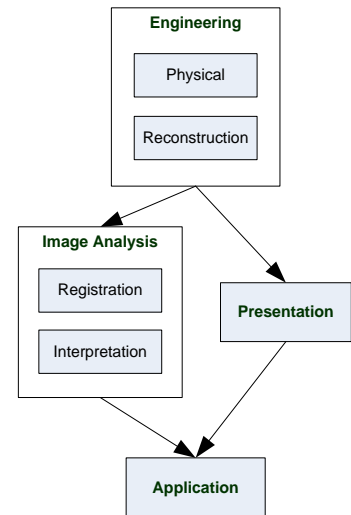 Engineering
Physical
Reconstruction
Image Analysis
Registration
Interpretation
Presentation
Application